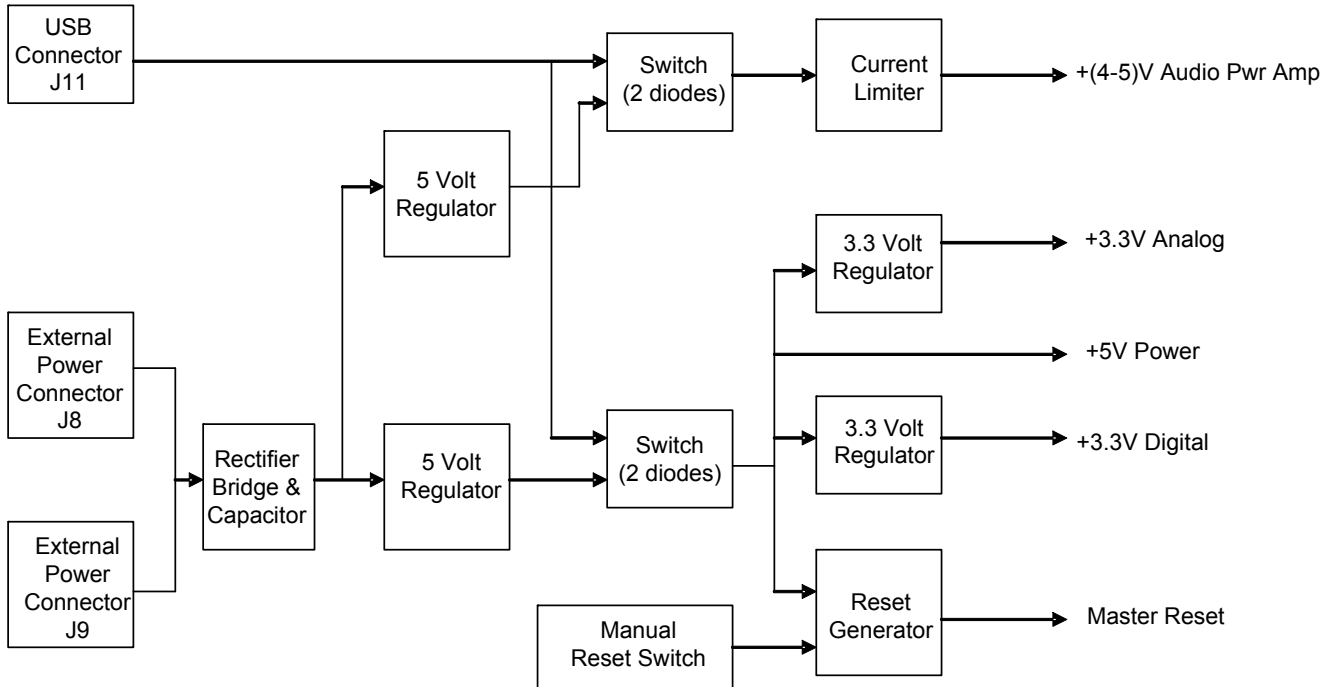 USB
Connector
J11
Switch
(2 diodes)
Current
Limiter
+(4-5)V Audio Pwr Amp
5 Volt
Regulator
3.3 Volt
Regulator
+3.3V Analog
External
Power
Connector
J8
+5V Power
Rectifier
Bridge &
Capacitor
5 Volt
Regulator
Switch
(2 diodes)
3.3 Volt
Regulator
+3.3V Digital
External
Power
Connector
J9
Manual
Reset Switch
Reset
Generator
Master Reset